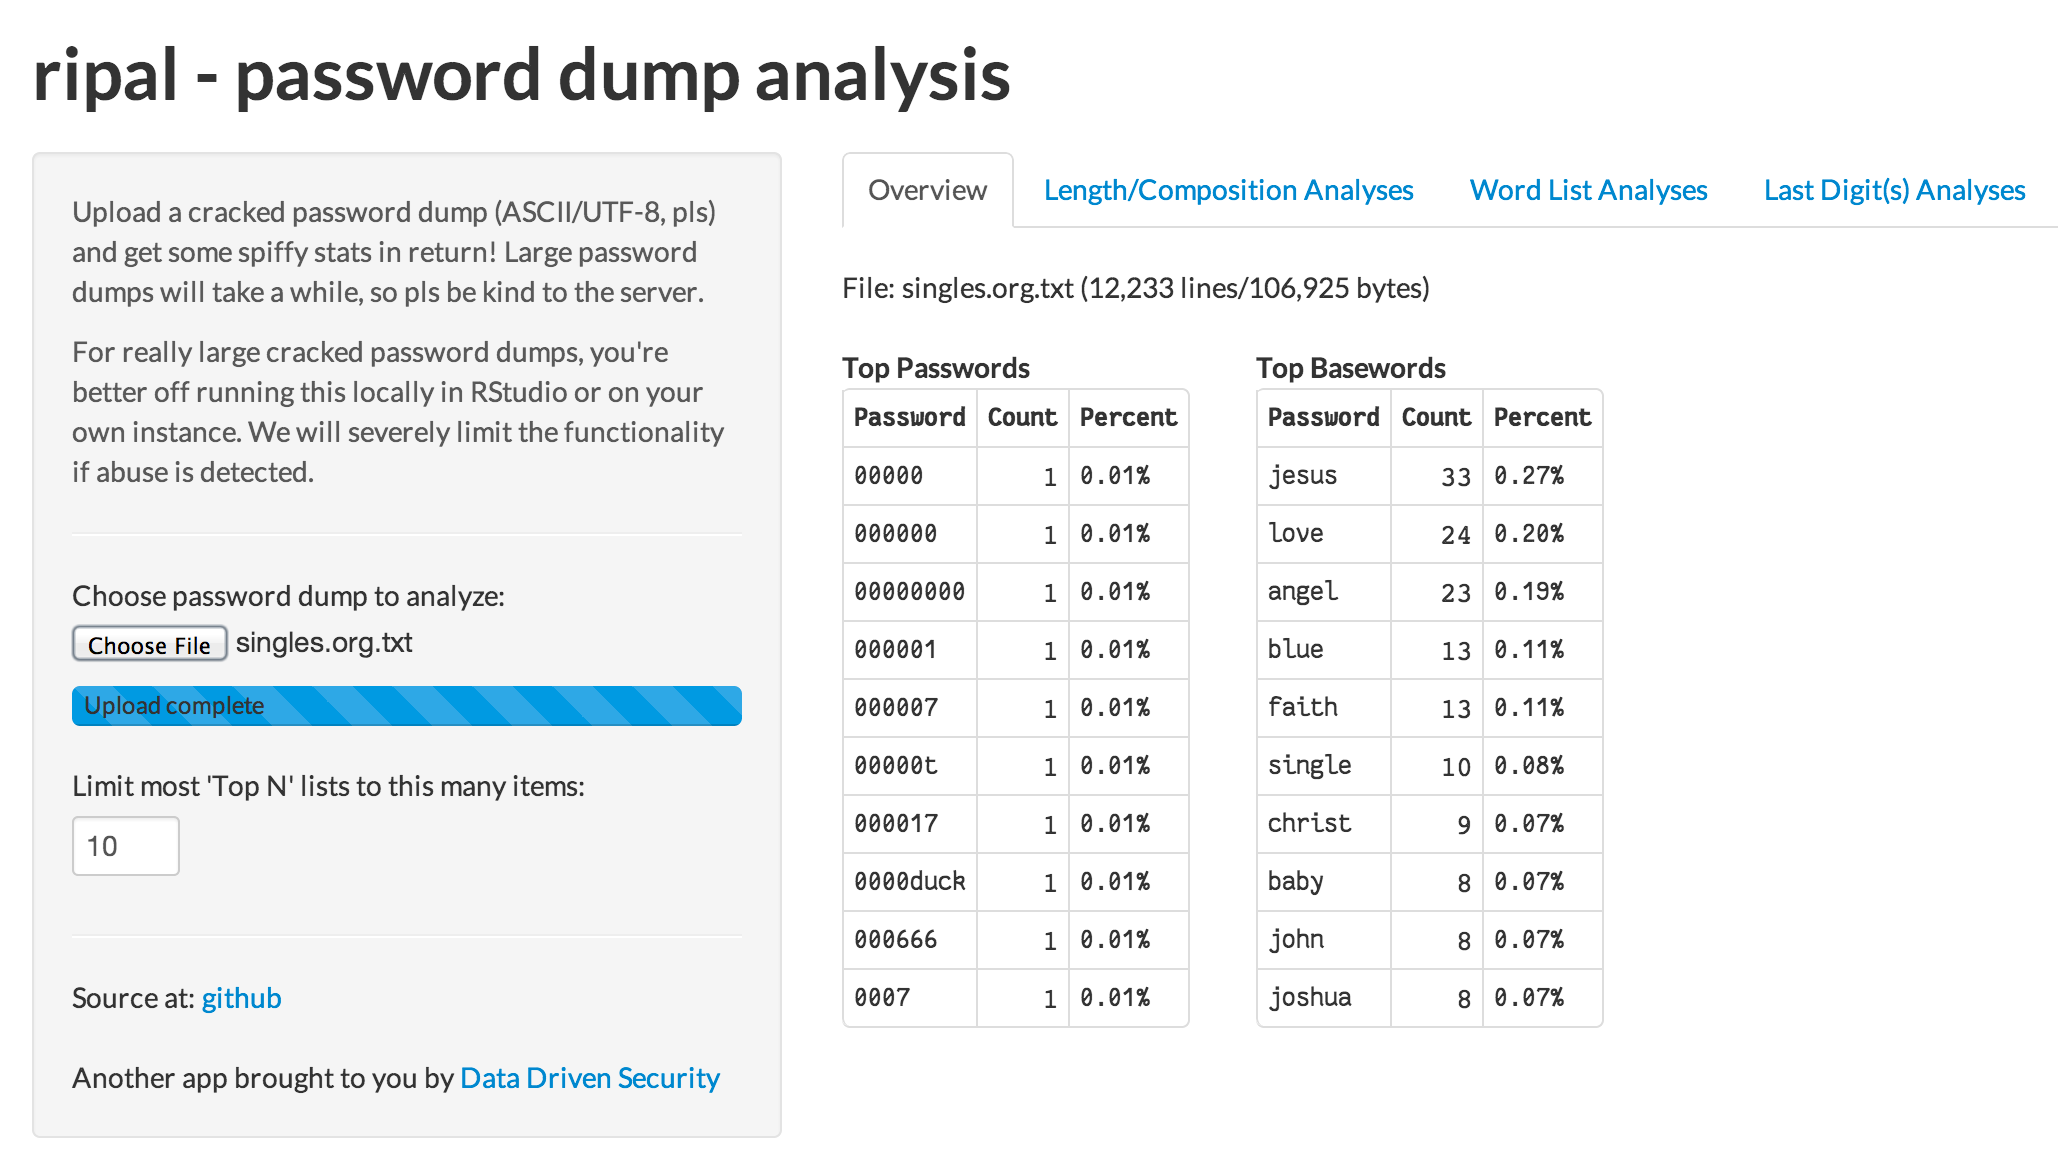 ripal - password dump analysis
Upload a cracked password dump (ASCII/UTF-8, pls)
and get some spiffy stats in return! Large password
dumps will take a while, so pls be kind to the server.
For really large cracked password dumps, you're
better off running this locally in RStudio or on your
own instance. We will severely limit the functionality
if abuse is detected.
Choose password dump to analyze:
Choose File singles.org.txt
Upload complete
Limit most 'Top N' lists to this many items:
10
Source at: github
Another app brought to you by Data Driven Security
Overview Length/Composition Analyses Word List Analyses Last Digit(s) Analyses
File: singles.org.txt (12,233 lines/106,925 bytes)
Top Passwords
Password Count Percent
00000 1 0.01%
000000 1 0.01%
00000000 1 0.01%
000001 1 0.01%
000007 1 0.01%
00000t 1 0.01%
000017 1 0.01%
0000duck 1 0.01%
000666 1 0.01%
0007 1 0.01%
Top Basewords
Password Count Percent
jesus 33 0.27%
love 24 0.20%
angel 23 0.19%
blue 13 0.11%
faith 13 0.11%
single 10 0.08%
christ 9 0.07%
baby 8 0.07%
john 8 0.07%
joshua 8 0.07%